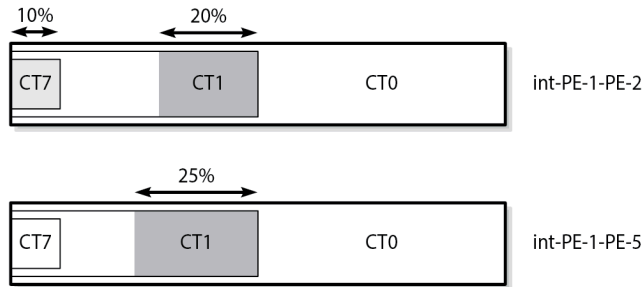 10% 20%
CT7 CT1 CT0 int-PE-1-PE-2
25%
CT7 CT1 CT0 int-PE-1-PE-5